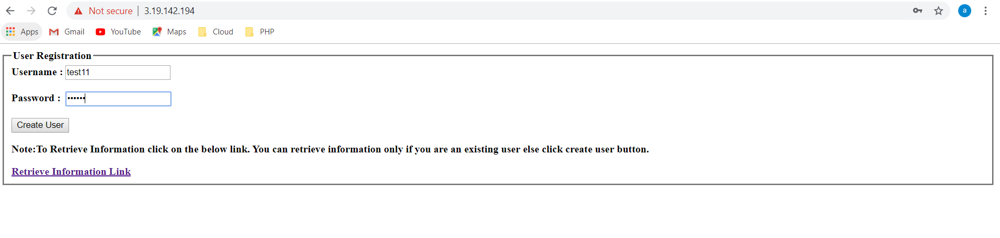 Not secure | 3.19.142.194 a
Apps Gmail YouTube Maps Cloud PHP
User Registration
Username : test11
Password : ••••••
Create User
Note:To Retrieve Information click on the below link. You can retrieve information only if you are an existing user else click create user button.
Retrieve Information Link